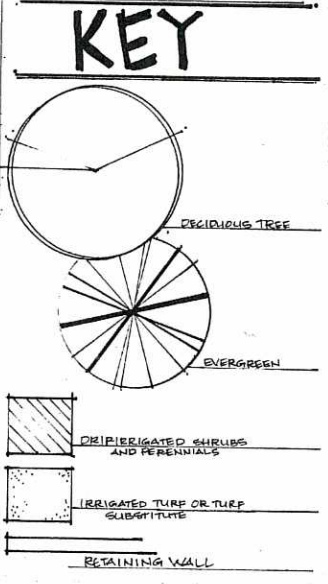 KEY
DECIDUOUS TREE
EVERGREEN
DRIP IRRIGATED SHRUBS
AND PERENNIALS
IRRIGATED TURF OR TURF
SUBSTITUTE
RETAINING WALL